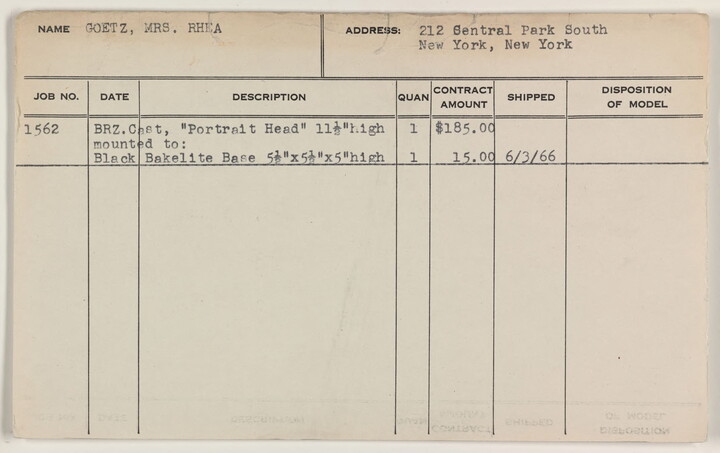 NAME GOETZ, MRS. RHEA ADDRESS: 212 Sentral Park South
New York, New York
JOB NO. DATE DESCRIPTION QUAN CONTRACT AMOUNT SHIPPED DISPOSITION OF MODEL
1562 BRZ.Cast, "Portrait Head" 11½"high 1 $185.00
mounted to:
Black Bakelite Base 5½"x5½"x5"high 1 15.00 6/3/66